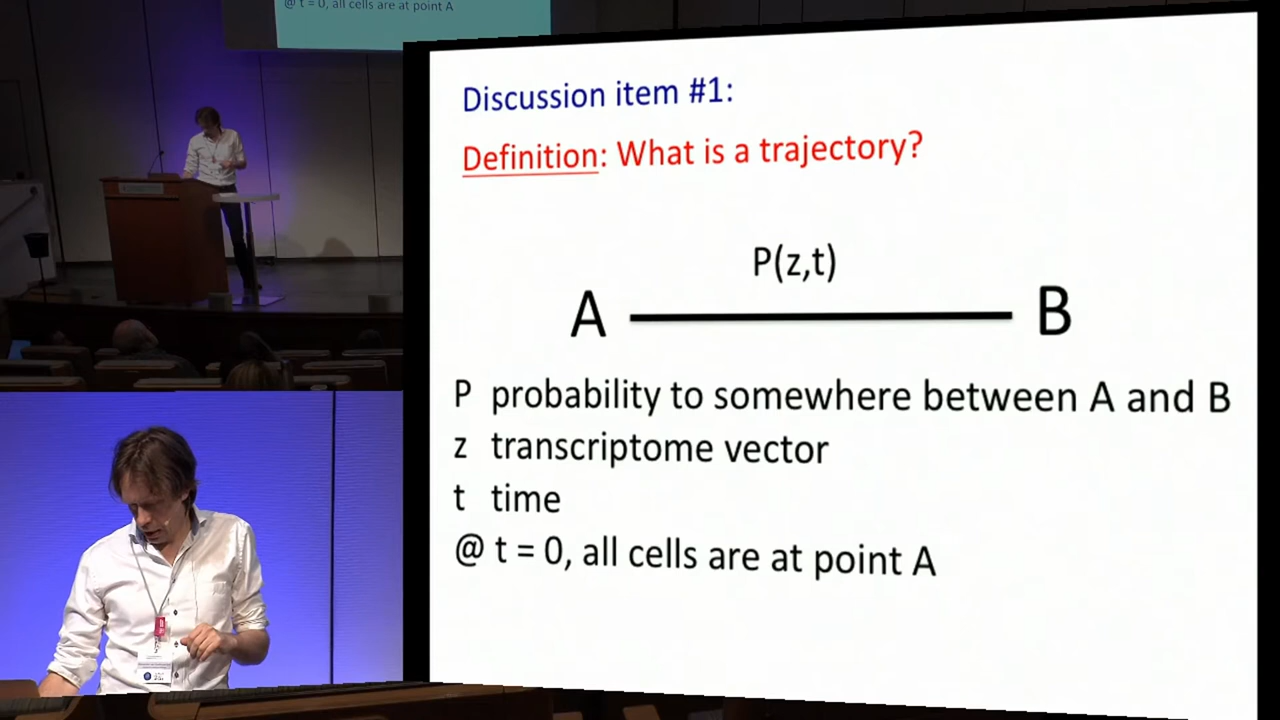 @ t = 0, all cells are at point A
Discussion item #1:
Definition: What is a trajectory?
P(z,t)
A B
P probability to somewhere between A and B
z transcriptome vector
t time
@ t = 0, all cells are at point A